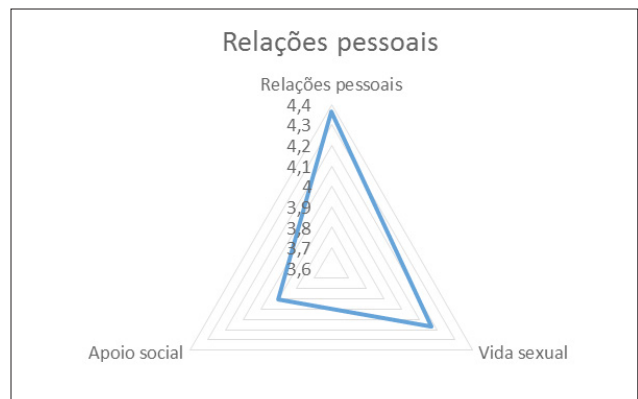 Relações pessoais
Relações pessoais
4,4
4,3
4,2
4,1
4
3,9
3,8
3,7
3,6
Apoio social
Vida sexual